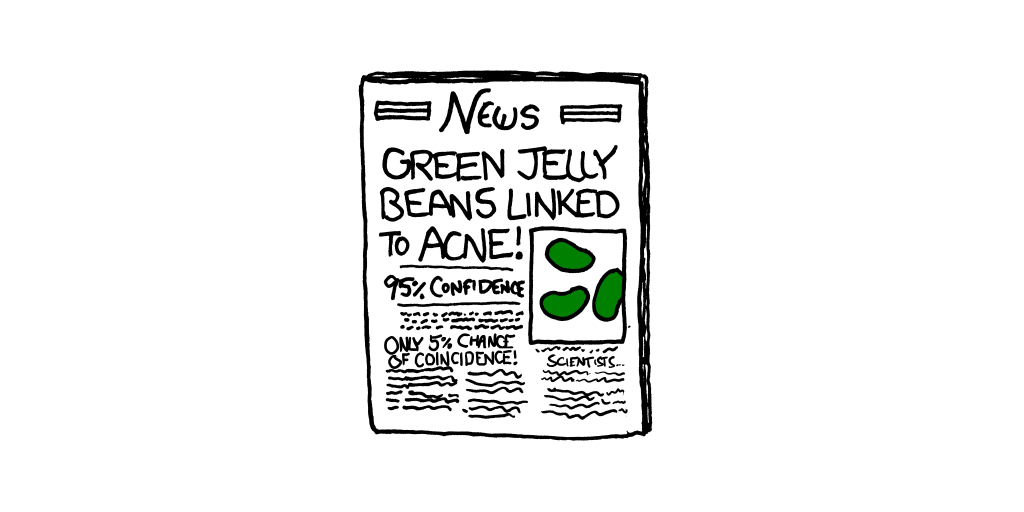 NEWS
GREEN JELLY
BEANS LINKED
TO ACNE!
95% CONFIDENCE
ONLY 5% CHANCE
OF COINCIDENCE!
SCIENTISTS...